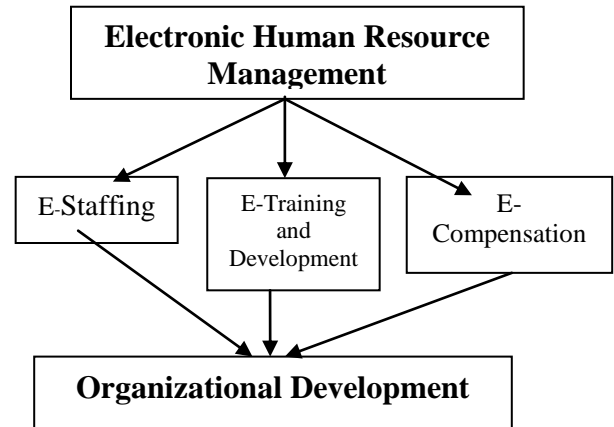 Electronic Human Resource
Management
E-Staffing
E-Training
and
Development
E-
Compensation
Organizational Development